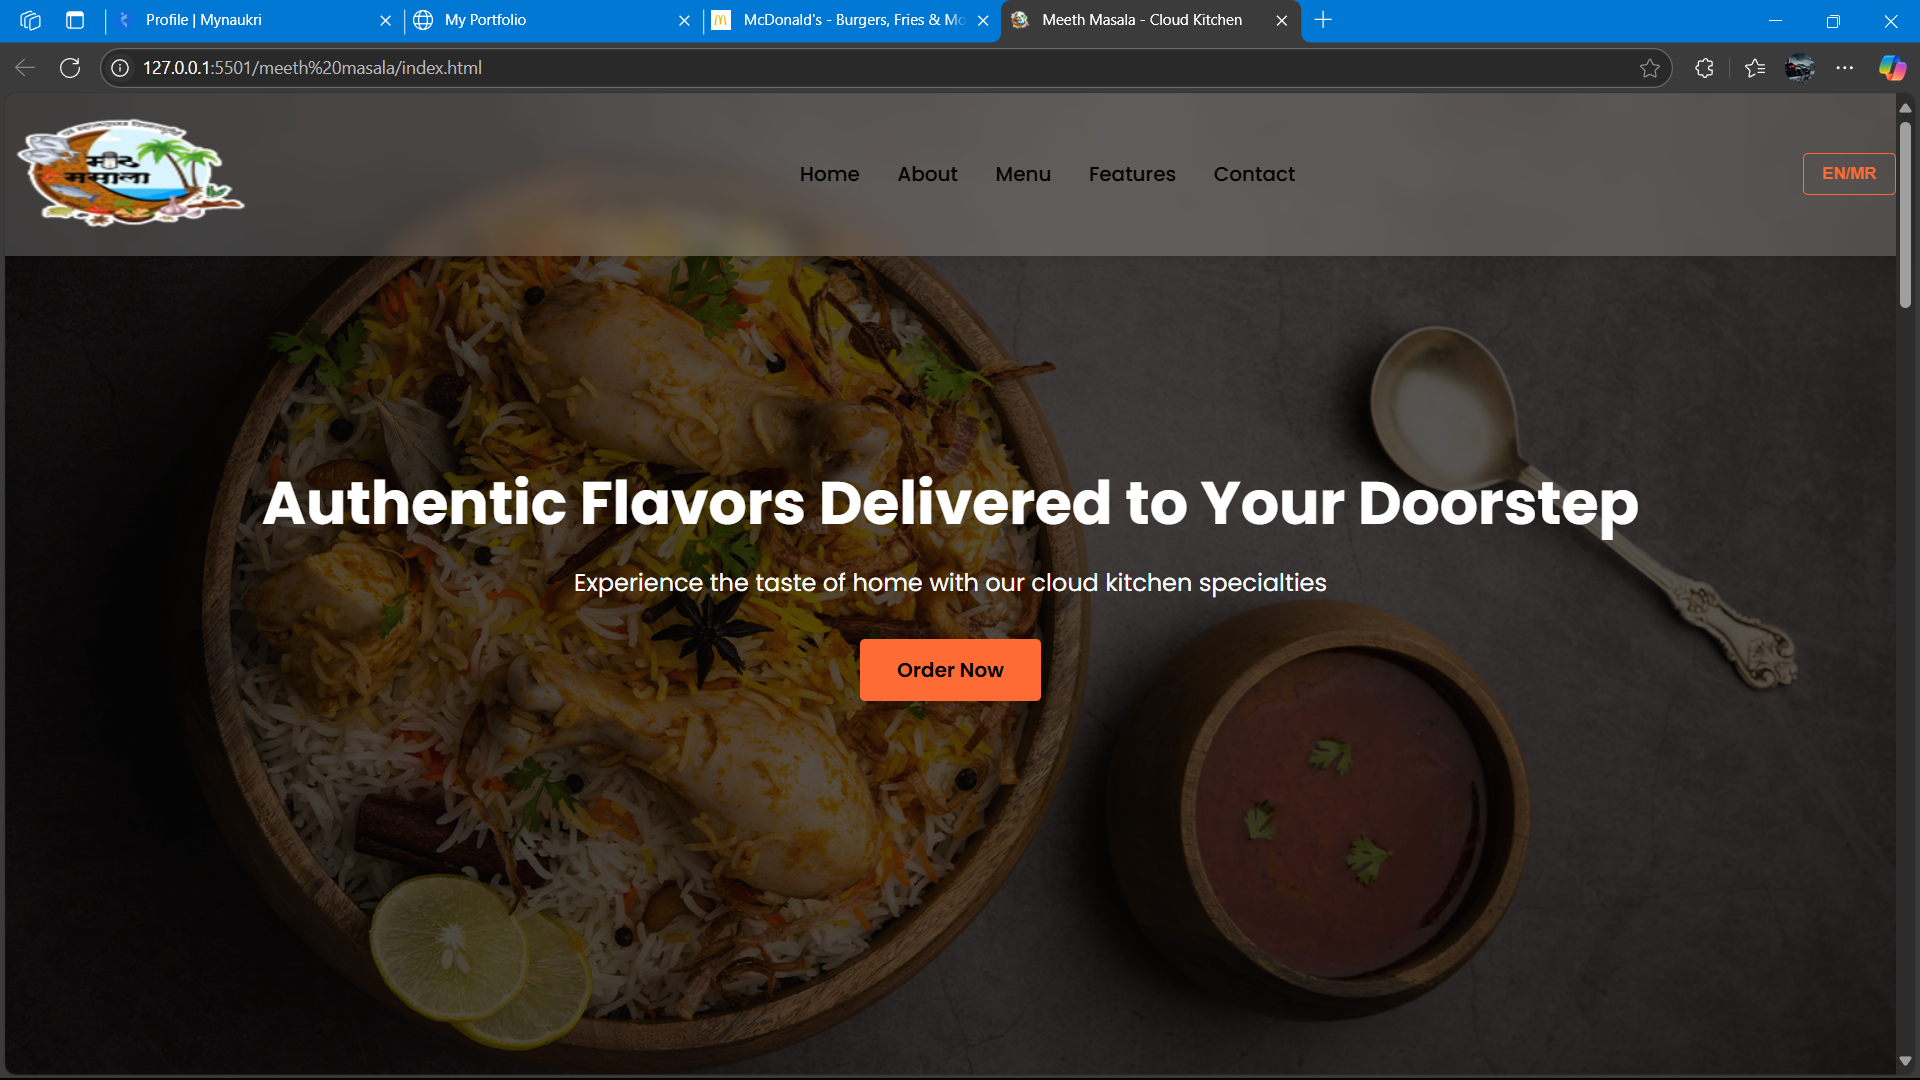 Profile | Mynaukri
My Portfolio
McDonald's - Burgers, Fries & Mo
Meeth Masala - Cloud Kitchen
127.0.0.1:5501/meeth%20masala/index.html
मीठ
मसाला
Home
About
Menu
Features
Contact
EN/MR
Authentic Flavors Delivered to Your Doorstep
Experience the taste of home with our cloud kitchen specialties
Order Now